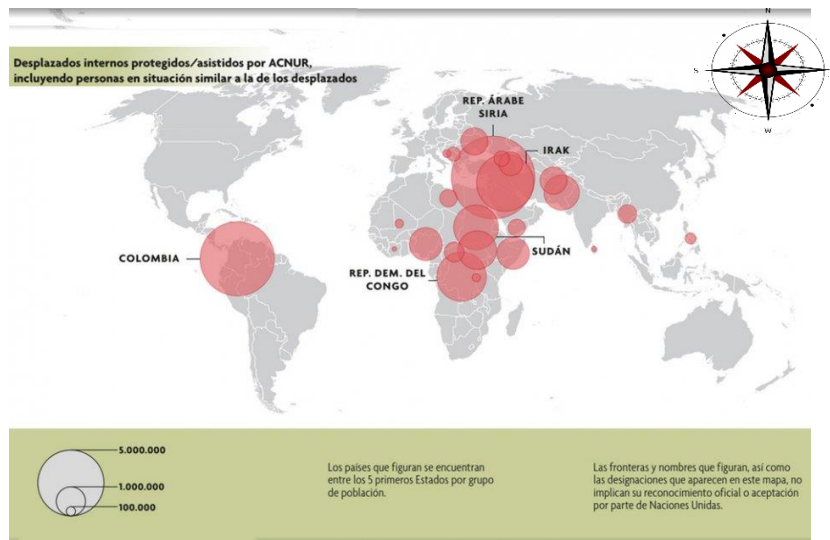 N
S
W
Desplazados internos protegidos/asistidos por ACNUR,
incluyendo personas en situación similar a la de los desplazados
REP. ÁRABE
SIRIA
IRAK
COLOMBIA
SUDÁN
REP. DEM. DEL
CONGO
5.000.000
1.000.000
100.000
Los países que figuran se encuentran
entre los 5 primeros Estados por grupo
de población.
Las fronteras y nombres que figuran, así como
las designaciones que aparecen en este mapa, no
implican su reconocimiento oficial o aceptación
por parte de Naciones Unidas.